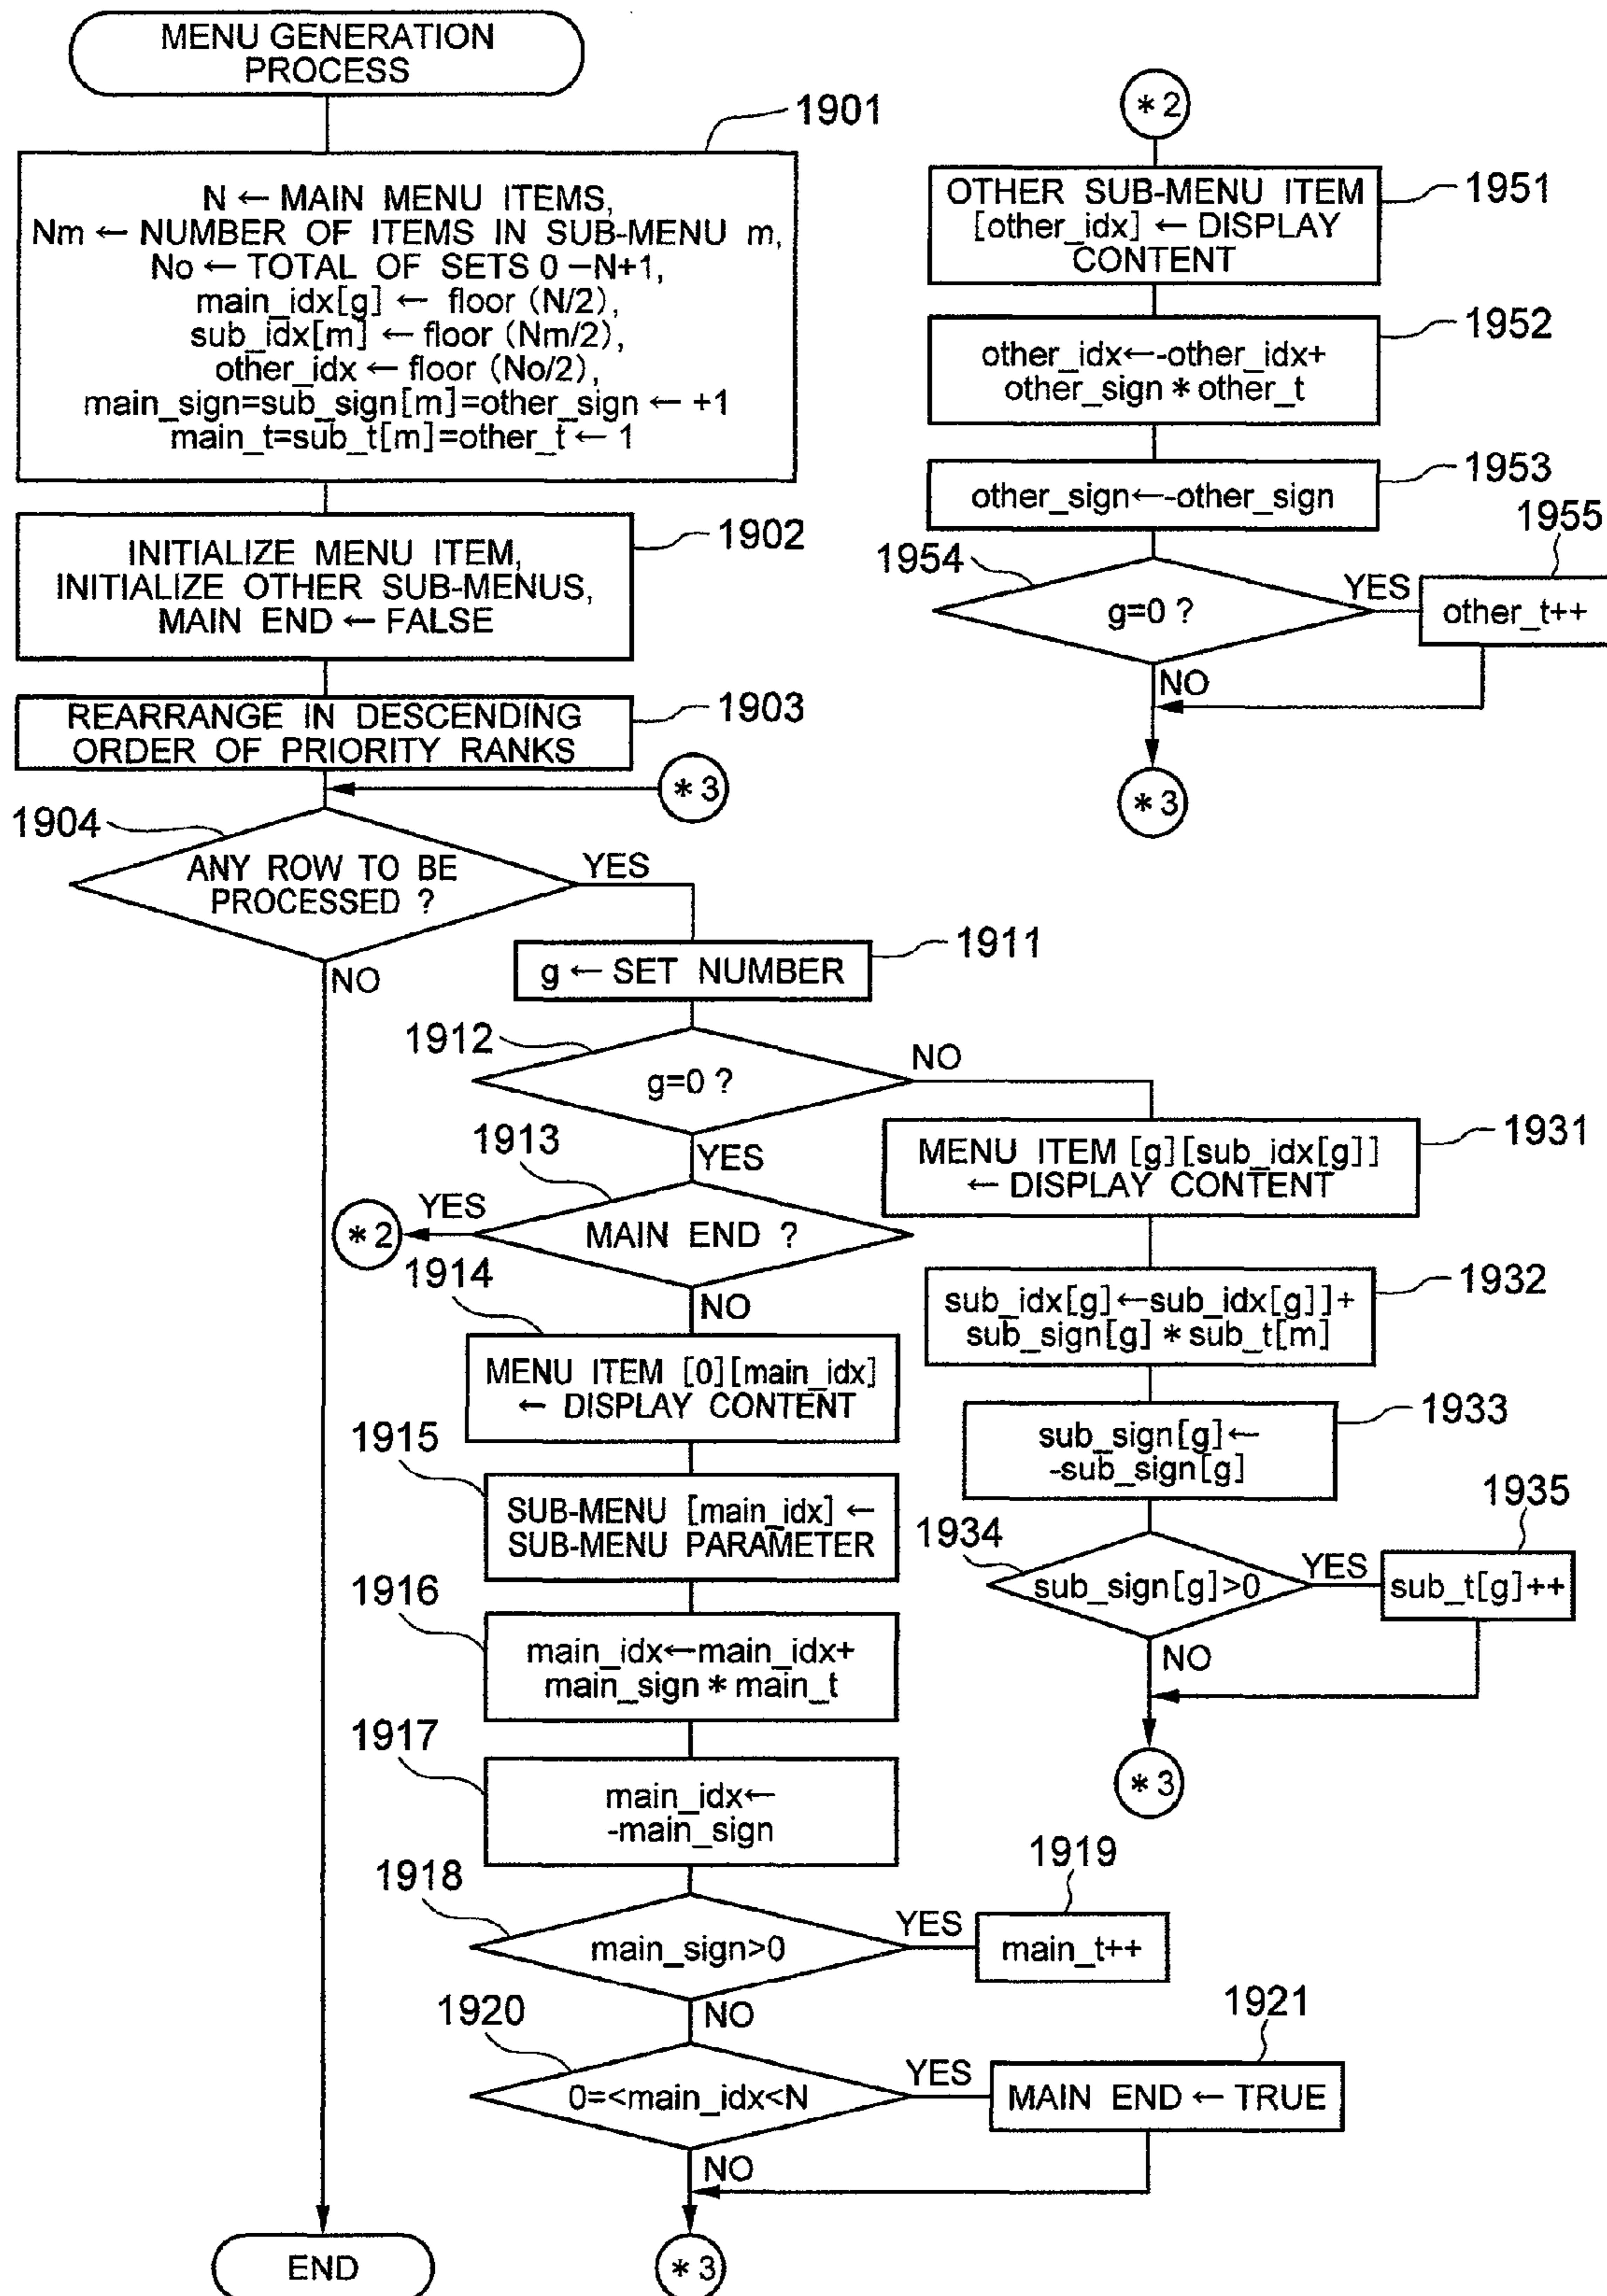 MENU GENERATION
PROCESS
1901
N ← MAIN MENU ITEMS,
Nm ← NUMBER OF ITEMS IN SUB-MENU m,
No ← TOTAL OF SETS 0 –N+1,
main_idx[g] ← floor (N/2),
sub_idx[m] ← floor (Nm/2),
other_idx ← floor (No/2),
main_sign=sub_sign[m]=other_sign ← +1
main_t=sub_t[m]=other_t ← 1
1902
INITIALIZE MENU ITEM,
INITIALIZE OTHER SUB-MENUS,
MAIN END ← FALSE
1903
REARRANGE IN DESCENDING
ORDER OF PRIORITY RANKS
*3
1904
ANY ROW TO BE
PROCESSED ?
YES
NO
1911
g ← SET NUMBER
1912
g=0 ?
NO
YES
1913
MAIN END ?
YES
*2
NO
1914
MENU ITEM [0][main_idx]
← DISPLAY CONTENT
1915
SUB-MENU [main_idx] ←
SUB-MENU PARAMETER
1916
main_idx←main_idx+
main_sign * main_t
1917
main_idx←
-main_sign
1918
main_sign>0
YES
1919
main_t++
NO
1920
0=<main_idx<N
YES
1921
MAIN END ← TRUE
NO
*3
END
1931
MENU ITEM [g][sub_idx[g]]
← DISPLAY CONTENT
1932
sub_idx[g]←sub_idx[g]]+
sub_sign[g] * sub_t[m]
1933
sub_sign[g]←
-sub_sign[g]
1934
sub_sign[g]>0
YES
1935
sub_t[g]++
NO
*3
*2
1951
OTHER SUB-MENU ITEM
[other_idx] ← DISPLAY
CONTENT
1952
other_idx←-other_idx+
other_sign * other_t
1953
other_sign←-other_sign
1954
g=0 ?
YES
1955
other_t++
NO
*3